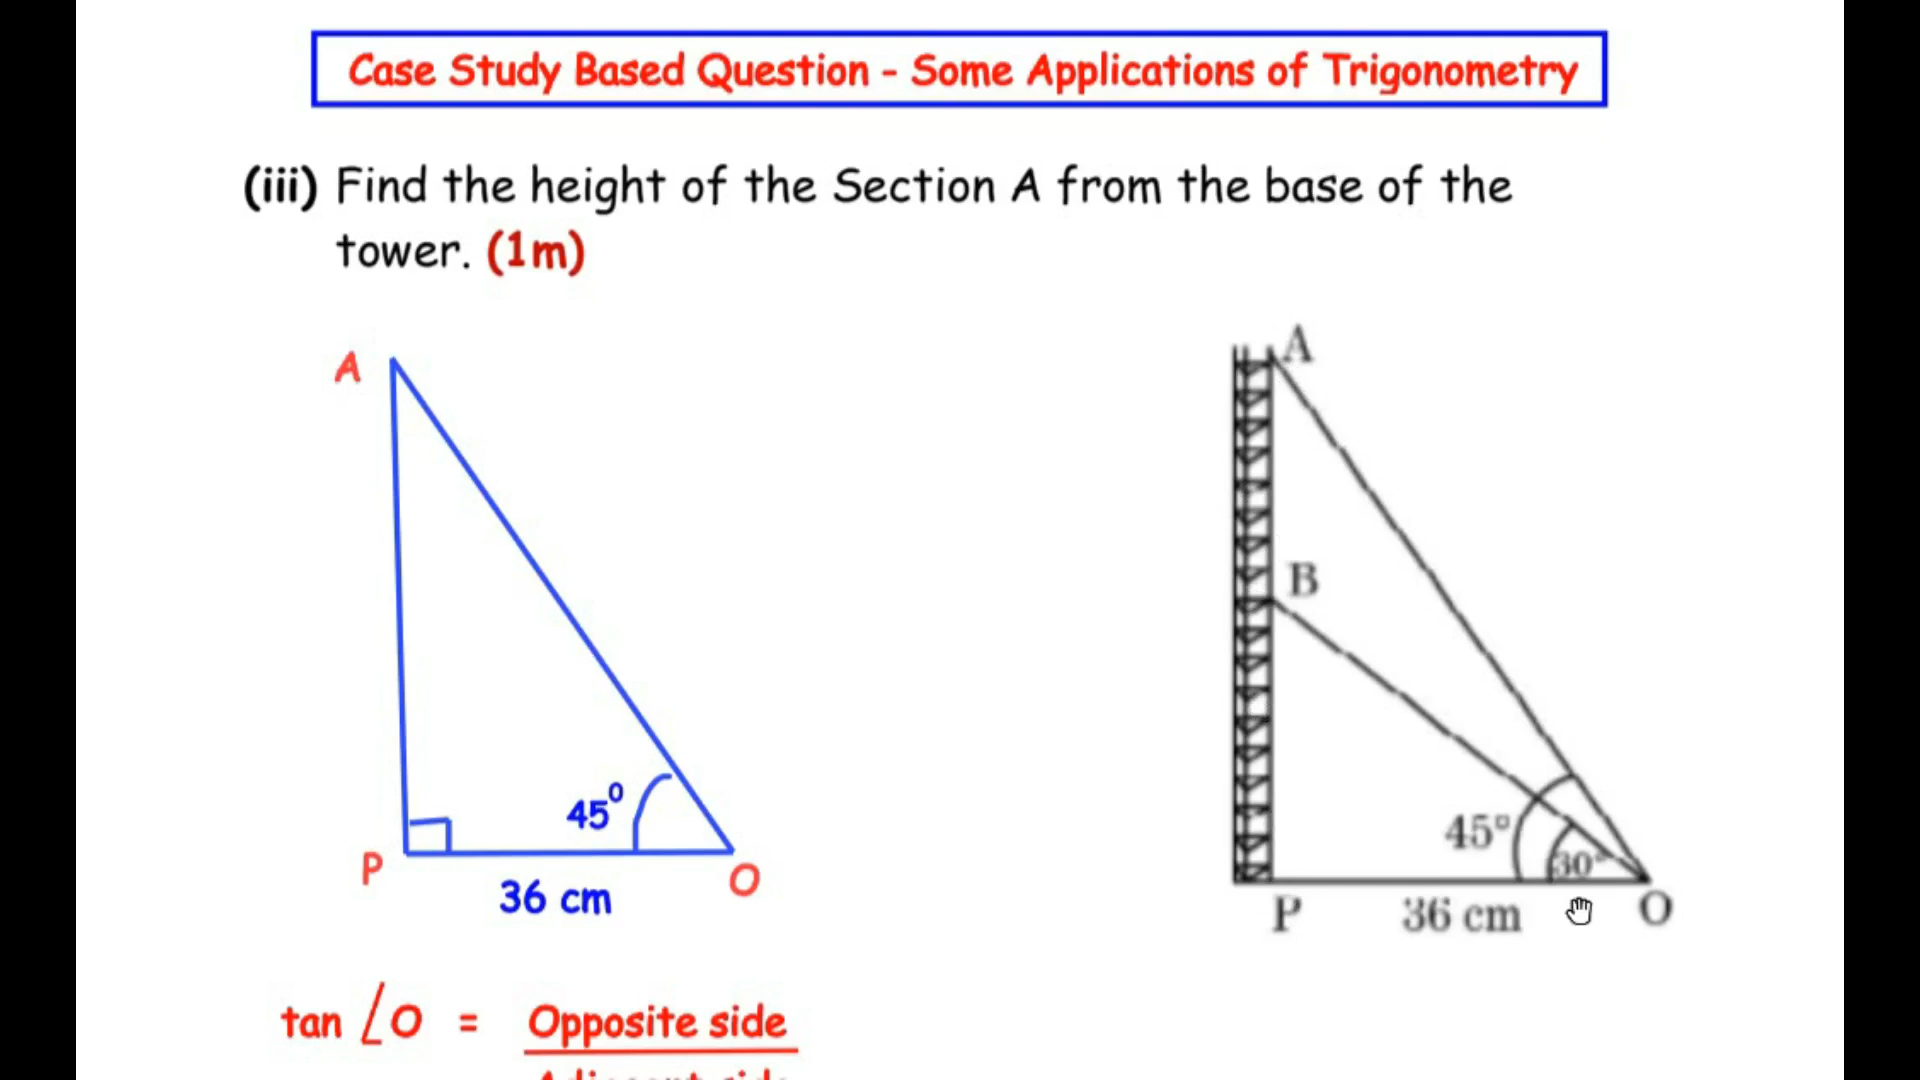 Case Study Based Question - Some Applications of Trigonometry
(iii) Find the height of the Section A from the base of the
tower. (1m)
A
45⁰
P
O
36 cm
A
B
45°
30°
P
36 cm
O
tan ∠O = Opposite side